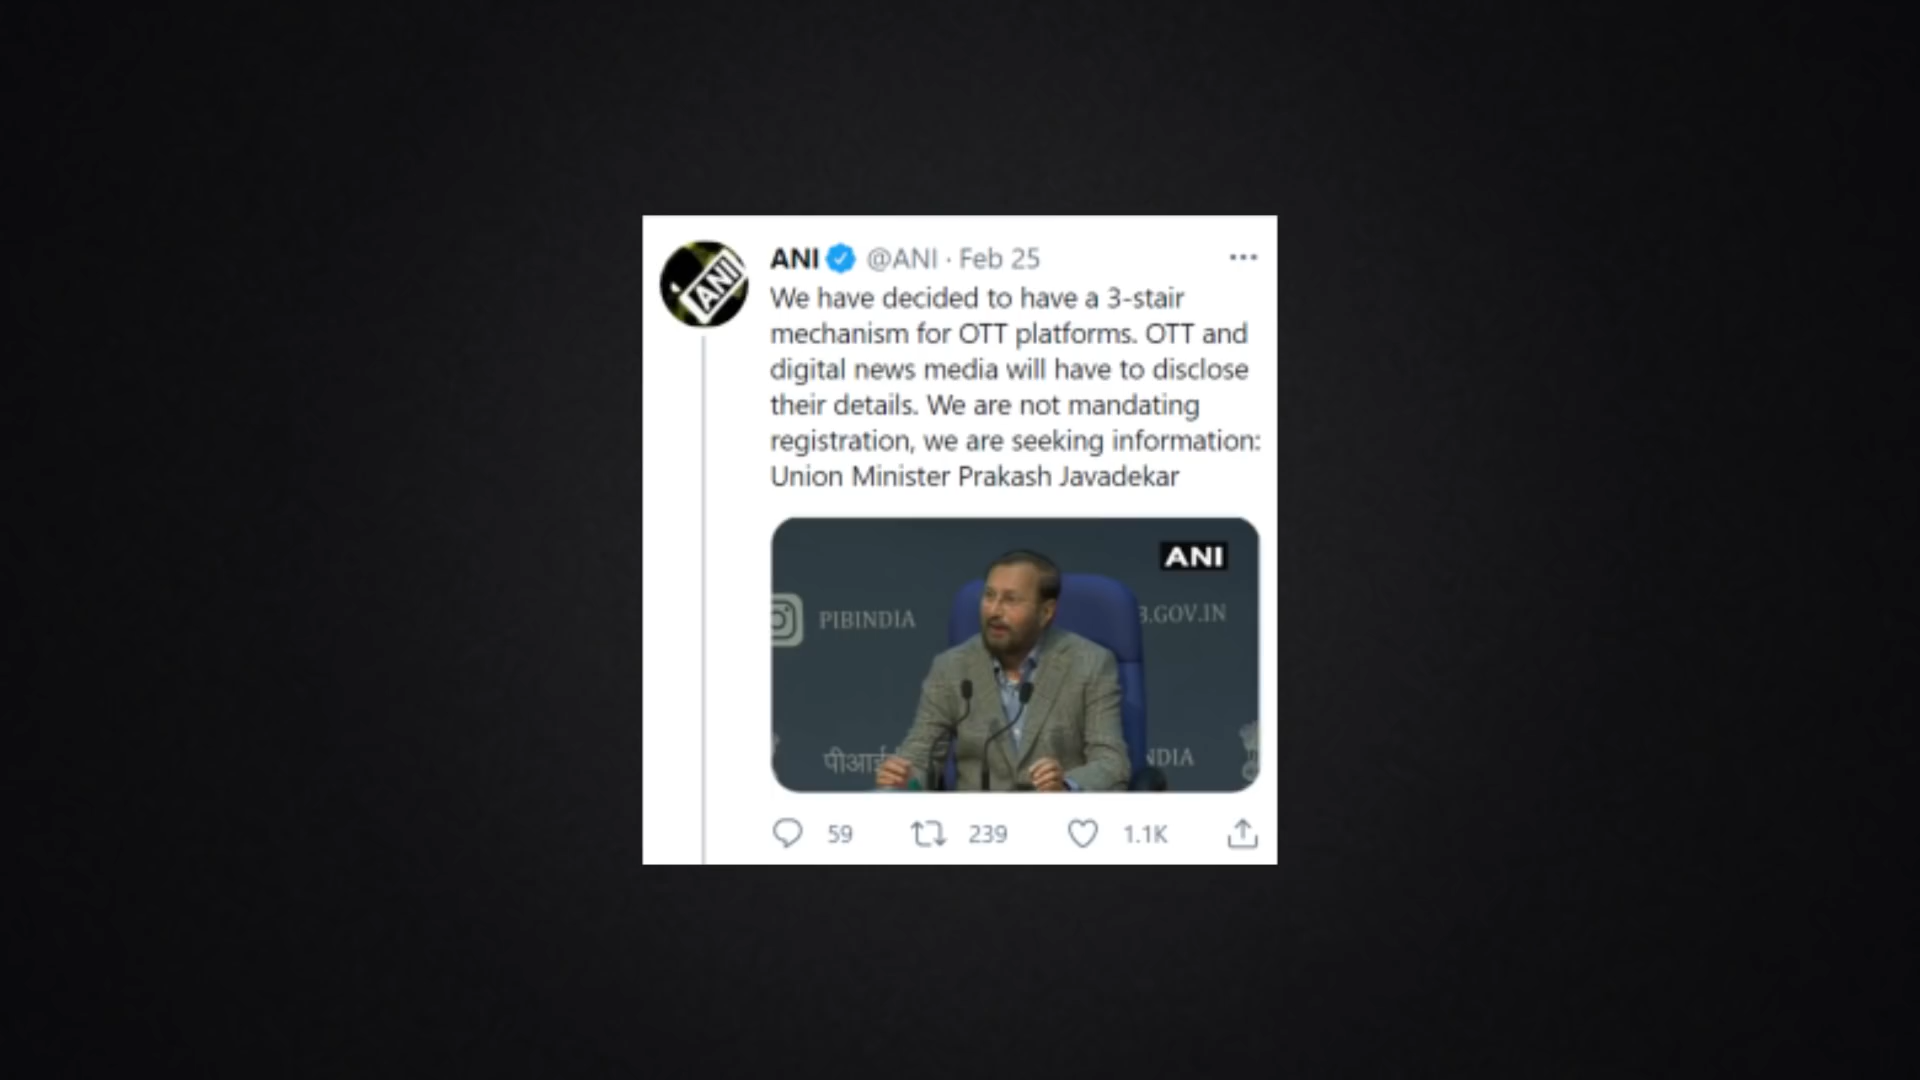 ANI @ANI · Feb 25
We have decided to have a 3-stair
mechanism for OTT platforms. OTT and
digital news media will have to disclose
their details. We are not mandating
registration, we are seeking information:
Union Minister Prakash Javadekar
ANI
ANI
PIBINDIA
B.GOV.IN
पीआई
NDIA
59 239 1.1K